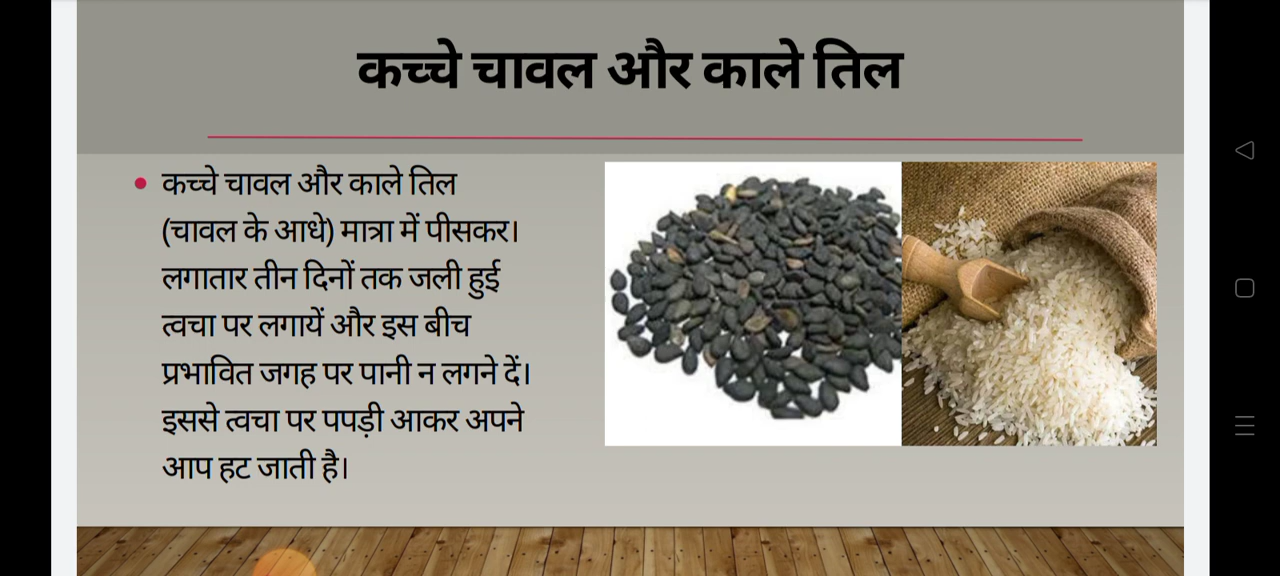 कच्चे चावल और काले तिल
कच्चे चावल और काले तिल
(चावल के आधे) मात्रा में पीसकर।
लगातार तीन दिनों तक जली हुई
त्वचा पर लगायें और इस बीच
प्रभावित जगह पर पानी न लगने दें।
इससे त्वचा पर पपड़ी आकर अपने
आप हट जाती है।